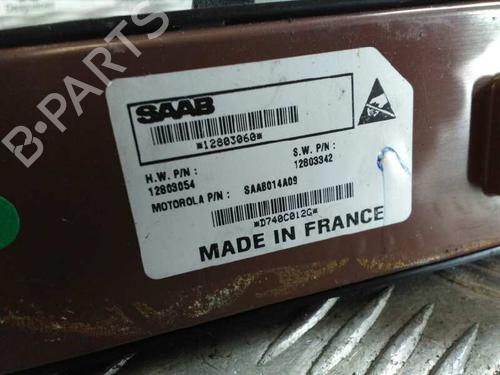 SAAB
*12803060*
H.W. P/N :
12803054
S.W. P/N :
12803342
MOTOROLA P/N : SAAB014A09
*D740C012G*
MADE IN FRANCE
B-PARTS